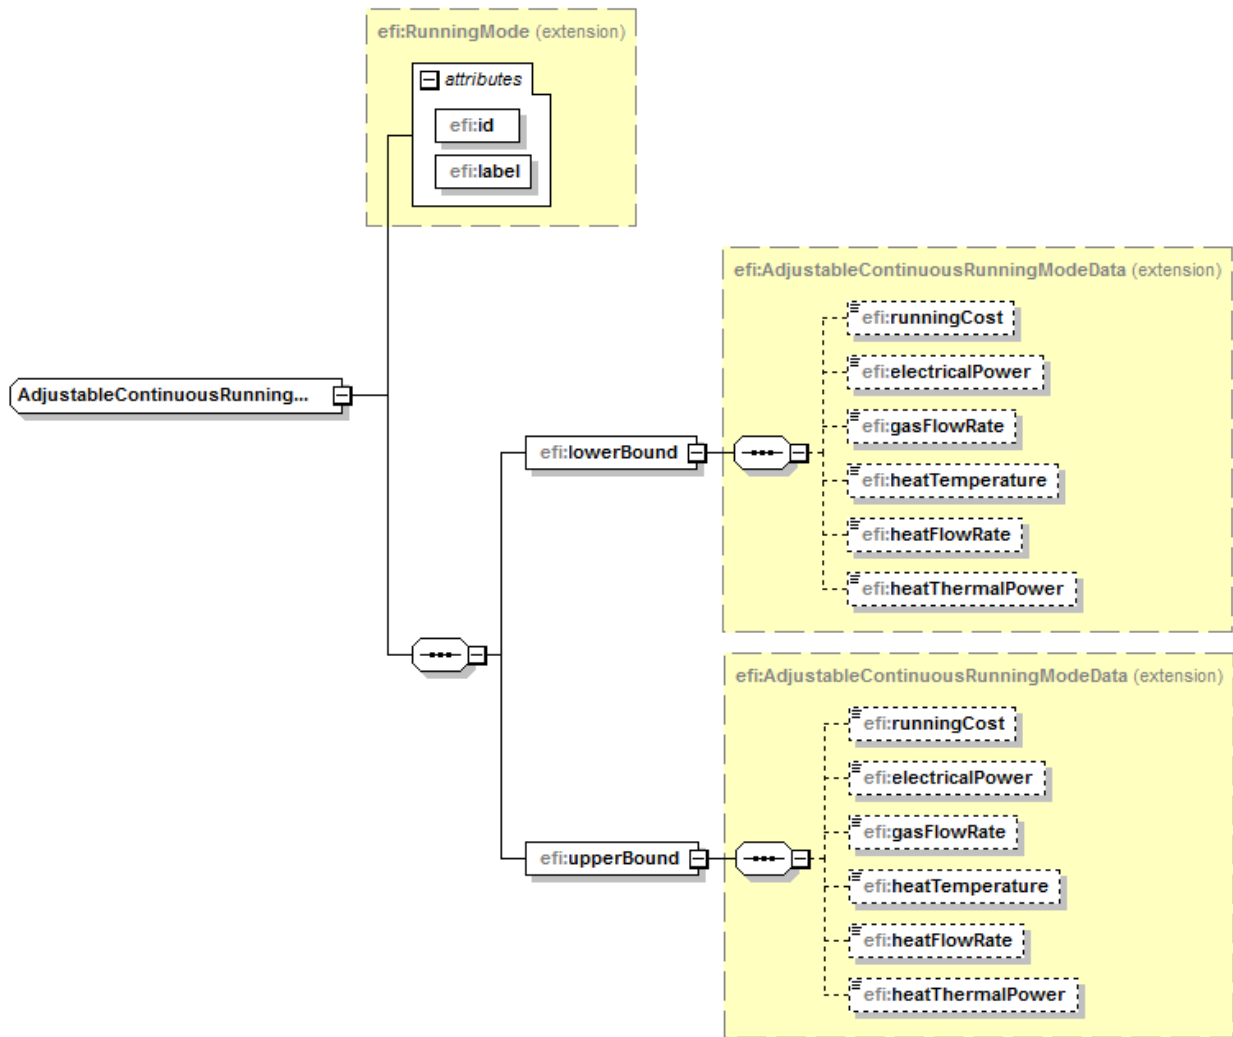 efi:RunningMode (extension)
attributes
efi:id
efi:label
efi:AdjustableContinuousRunningModeData (extension)
efi:runningCost
efi:electricalPower
AdjustableContinuousRunning...
efi:gasFlowRate
efi:lowerBound
efi:heatTemperature
efi:heatFlowRate
efi:heatThermalPower
efi:AdjustableContinuousRunningModeData (extension)
efi:runningCost
efi:electricalPower
efi:gasFlowRate
efi:upperBound
efi:heatTemperature
efi:heatFlowRate
efi:heatThermalPower